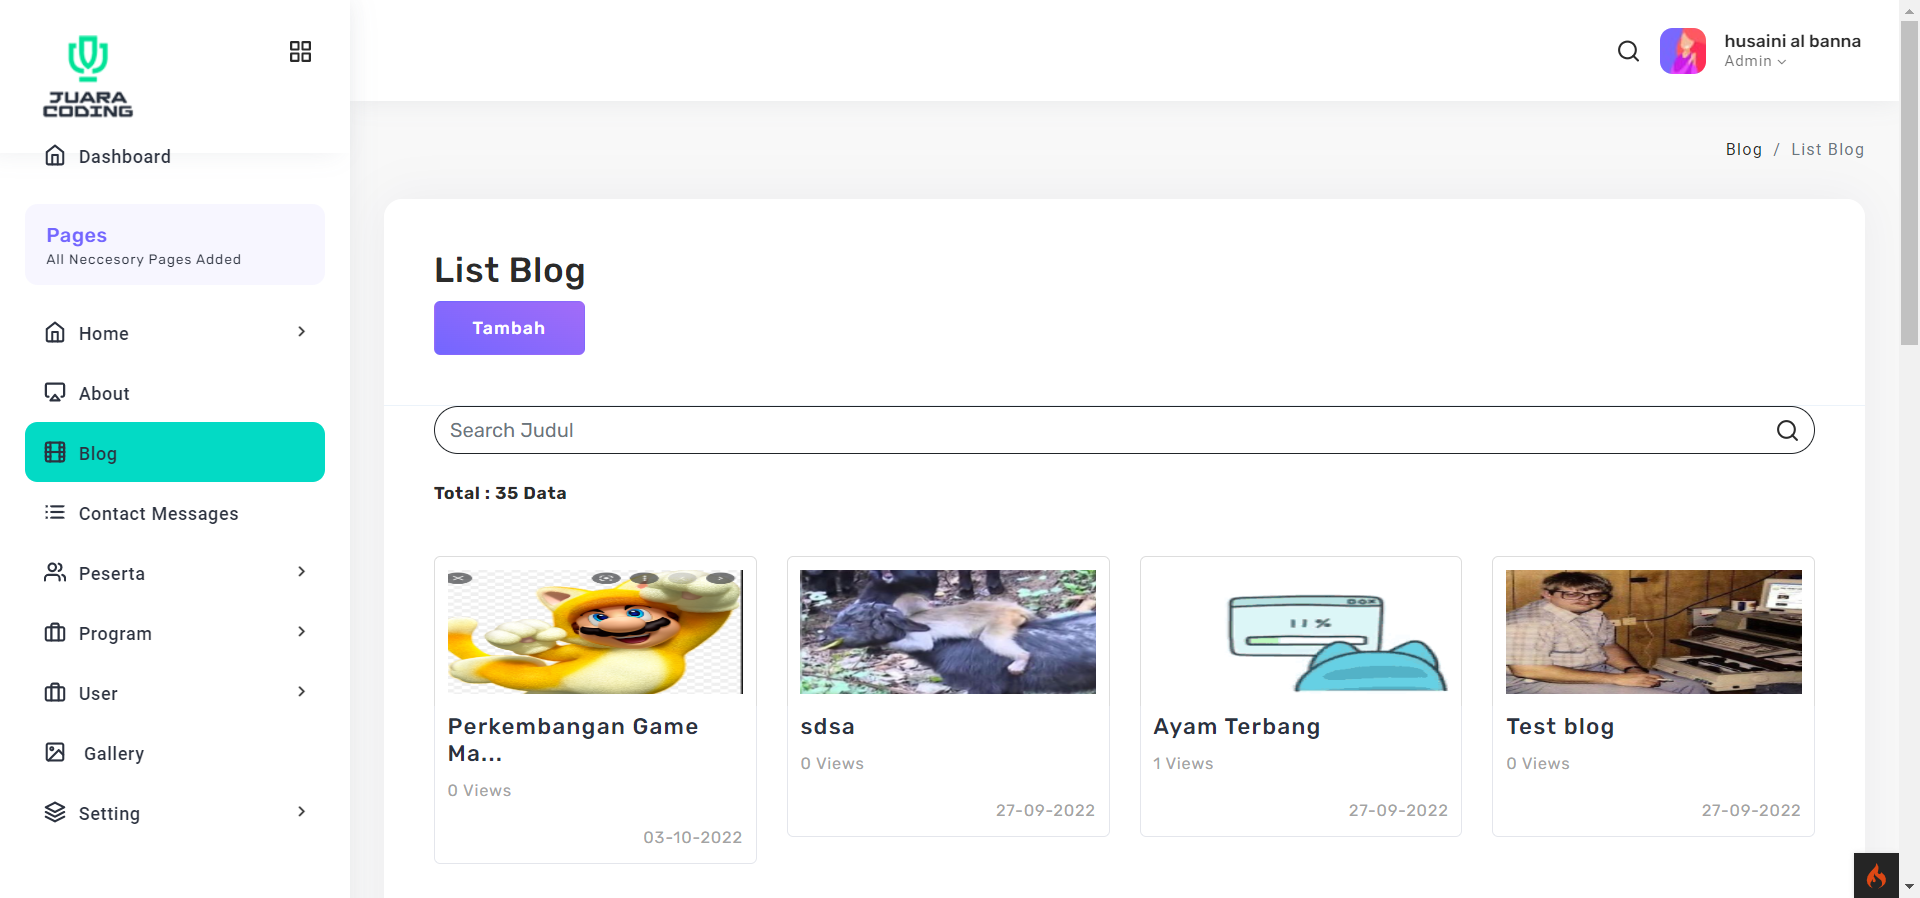 JUARA
CODING
husaini al banna
Admin
Dashboard
Blog / List Blog
Pages
All Neccesory Pages Added
Home
About
Blog
Contact Messages
Peserta
Program
User
Gallery
Setting
List Blog
Tambah
Search Judul
Total : 35 Data
11 %
Perkembangan Game
Ma...
0 Views
03-10-2022
sdsa
0 Views
27-09-2022
Ayam Terbang
1 Views
27-09-2022
Test blog
0 Views
27-09-2022